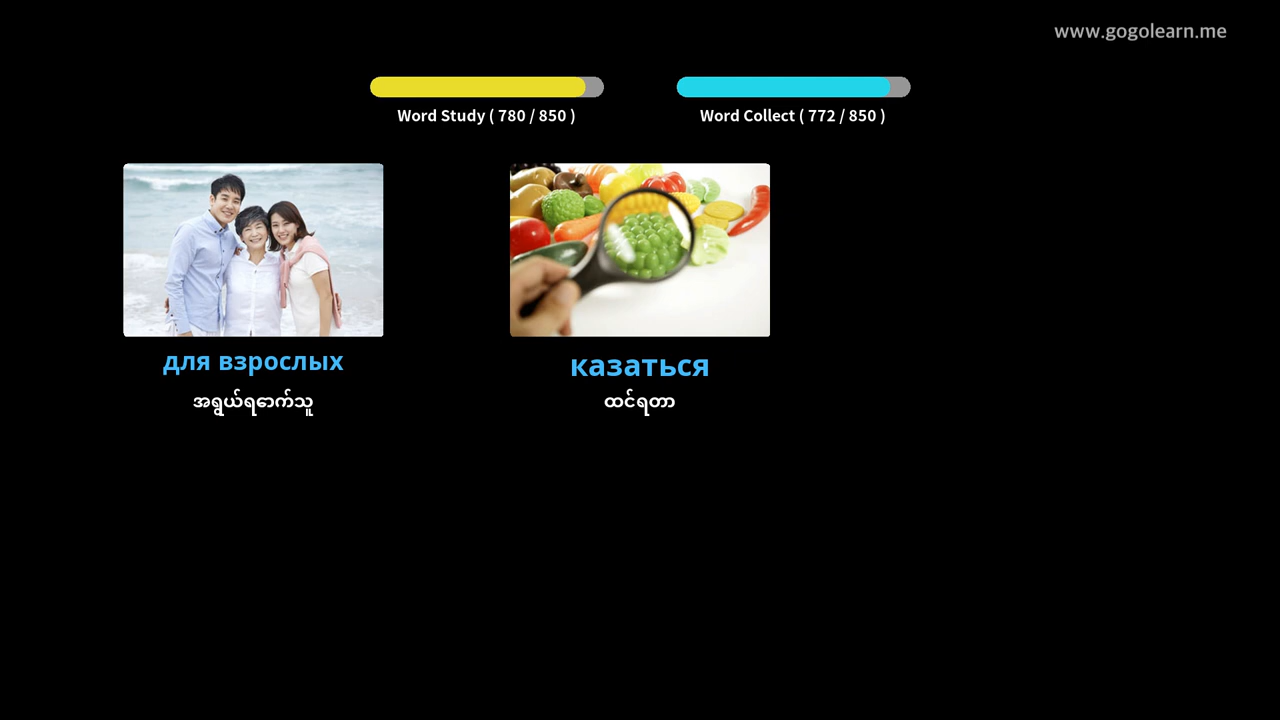 www.gogolearn.me
Word Study ( 780 / 850 )
Word Collect ( 772 / 850 )
для взрослых
အရွယ်ရောက်သူ
казаться
ထင်ရတာ